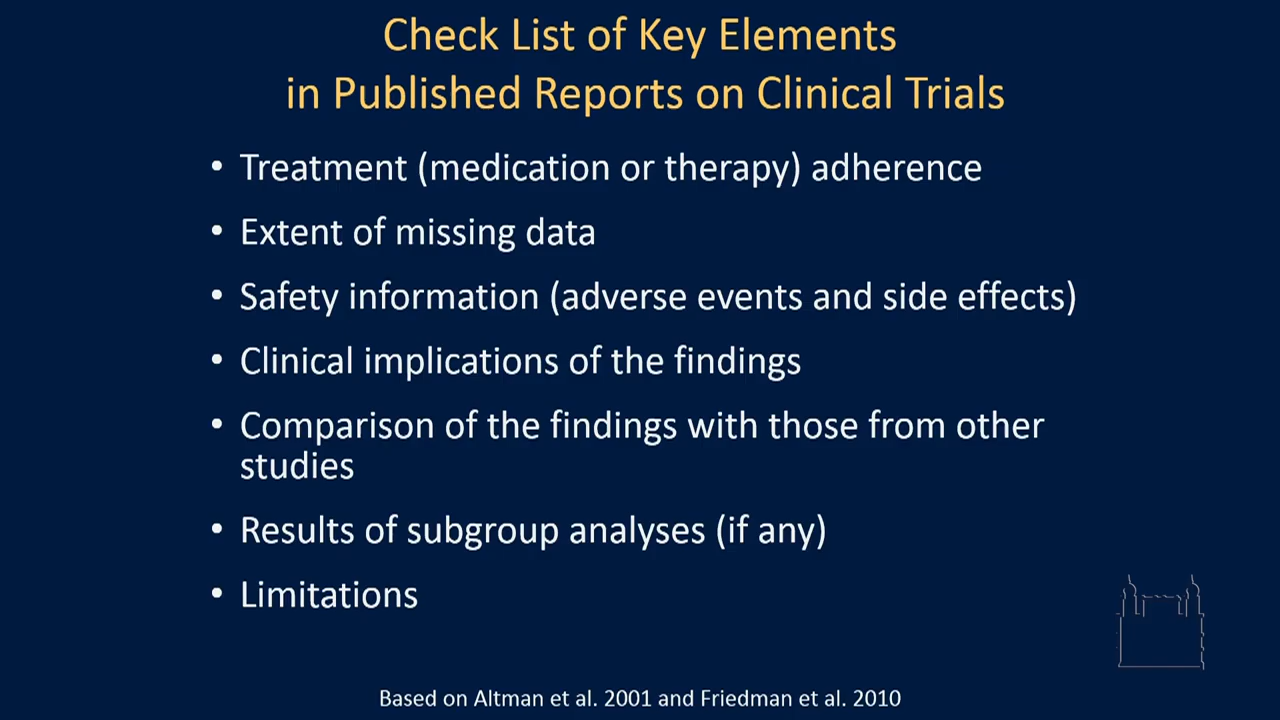 Check List of Key Elements
in Published Reports on Clinical Trials
• Treatment (medication or therapy) adherence
• Extent of missing data
• Safety information (adverse events and side effects)
• Clinical implications of the findings
• Comparison of the findings with those from other
studies
• Results of subgroup analyses (if any)
• Limitations
Based on Altman et al. 2001 and Friedman et al. 2010